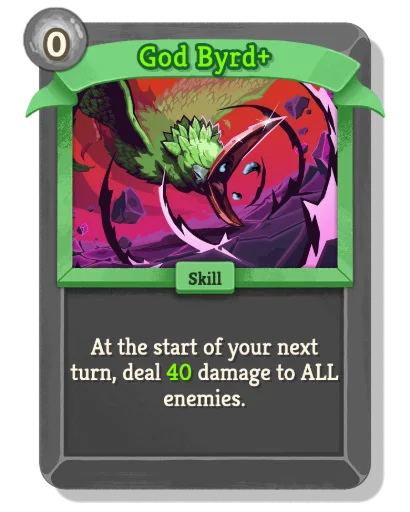 0
God Byrd+
Skill
At the start of your next
turn, deal 40 damage to ALL
enemies.